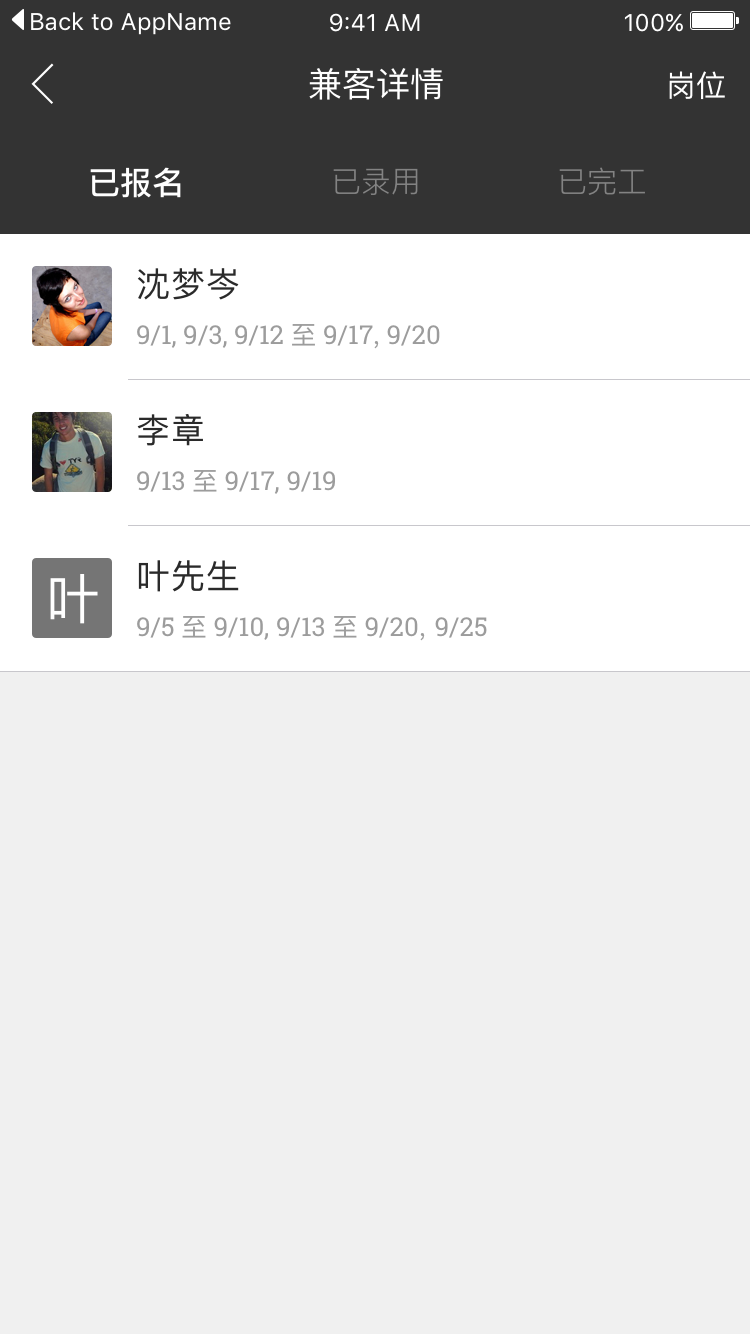 Back to AppName 9:41 AM 100%
兼客详情 岗位
已报名 已录用 已完工
沈梦岑
9/1, 9/3, 9/12 至 9/17, 9/20
李章
9/13 至 9/17, 9/19
叶
叶先生
9/5 至 9/10, 9/13 至 9/20, 9/25